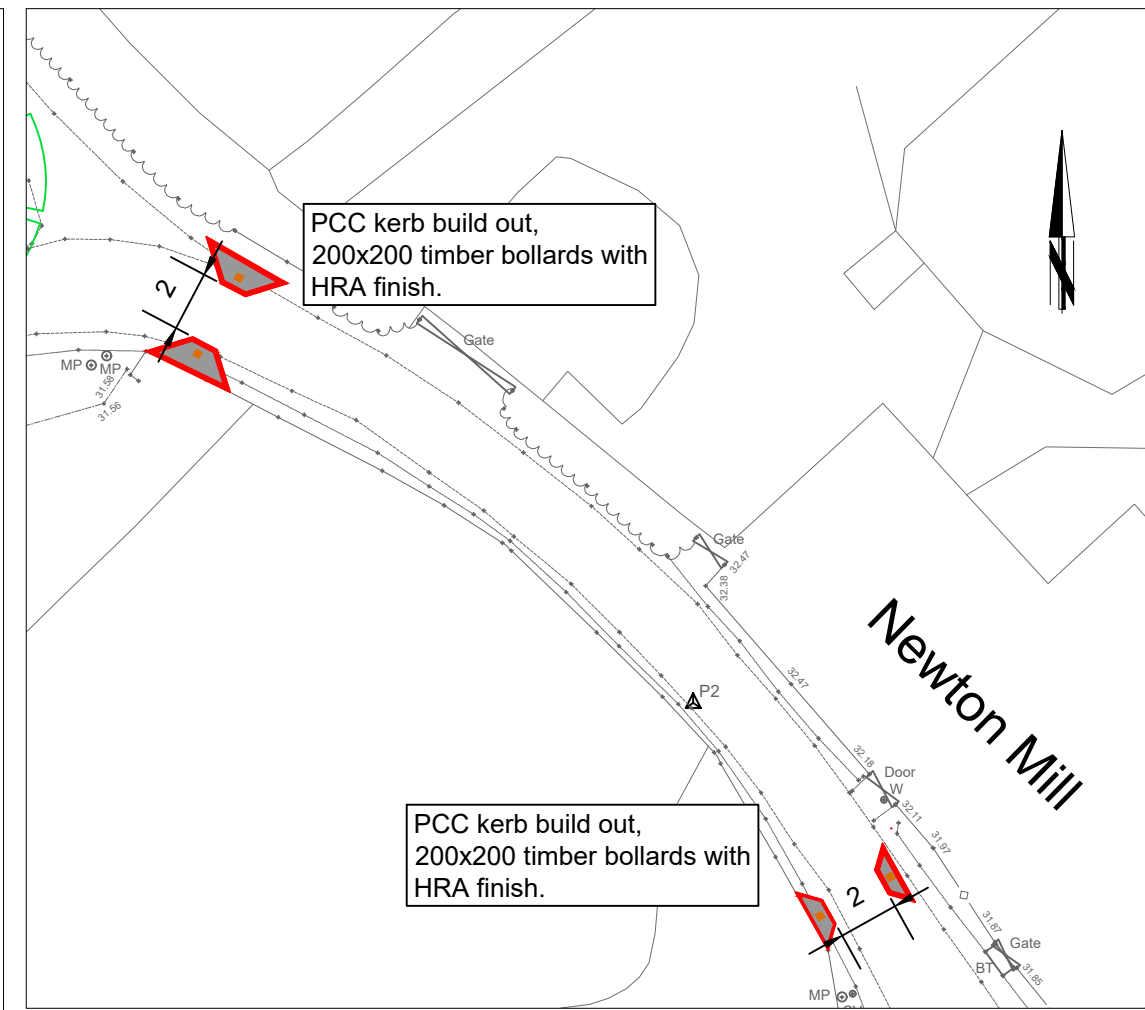 PCC kerb build out,
200x200 timber bollards with
HRA finish.
2
Gate
MP
MP
31.58
31.56
Gate
32.47
32.38
Newton Mill
32.47
P2
32.18
Door
W
32.11
31.97
PCC kerb build out,
200x200 timber bollards with
HRA finish.
2
31.87
Gate
BT
31.85
MP
N